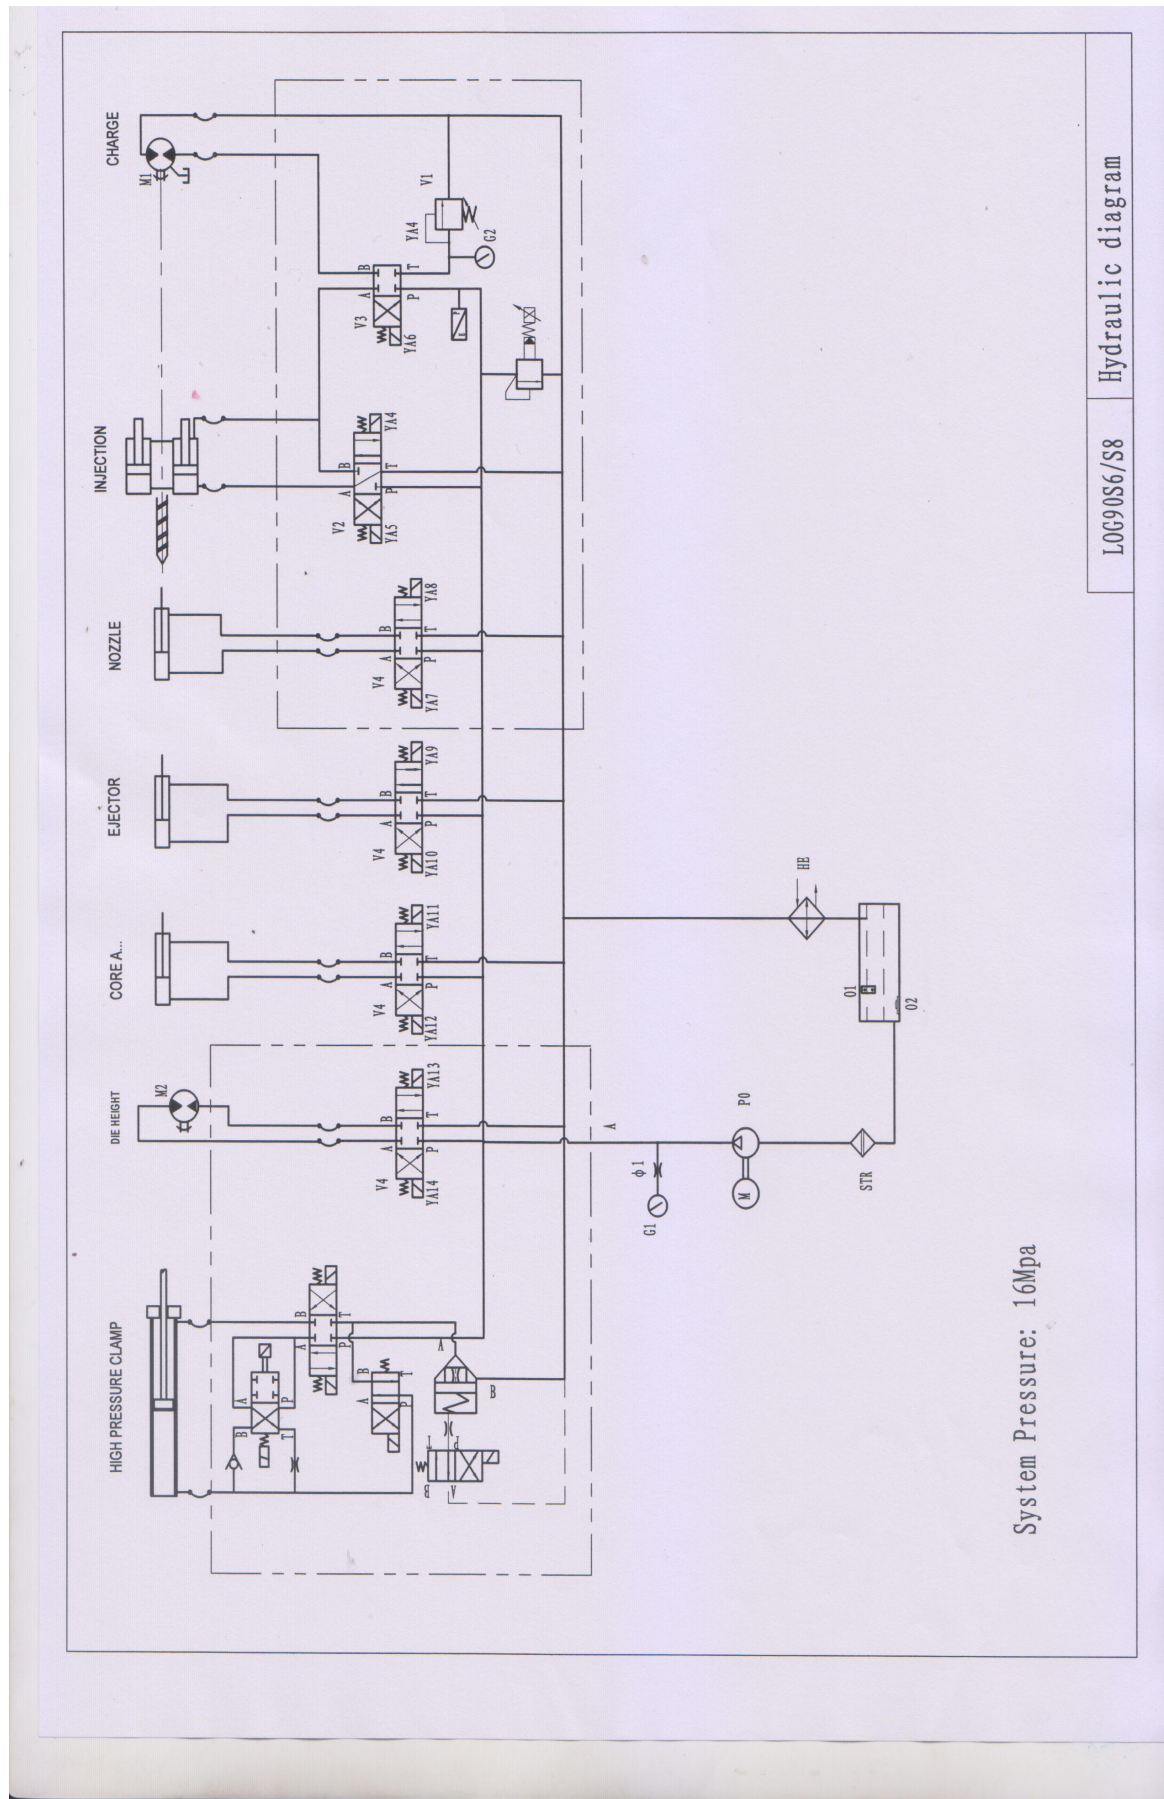 HIGH PRESSURE CLAMP
DIE HEIGHT
CORE A...
EJECTOR
NOZZLE
INJECTION
CHARGE
M2
M1
B
A
P
T
A
B
P
T
A
B
P
T
A
B
T
P
A
B
A
B
V4
YA14
A
B
P
T
YA13
V4
YA12
A
B
P
T
YA11
V4
YA10
A
B
P
T
YA9
V4
YA7
A
B
P
T
YA8
V2
YA5
A
B
P
T
YA4
V3
YA6
A
B
P
T
YA4
V1
G2
A
G1
φ1
M
P0
STR
HE
O1
O2
System Pressure: 16Mpa
LOG90S6/S8
Hydraulic diagram